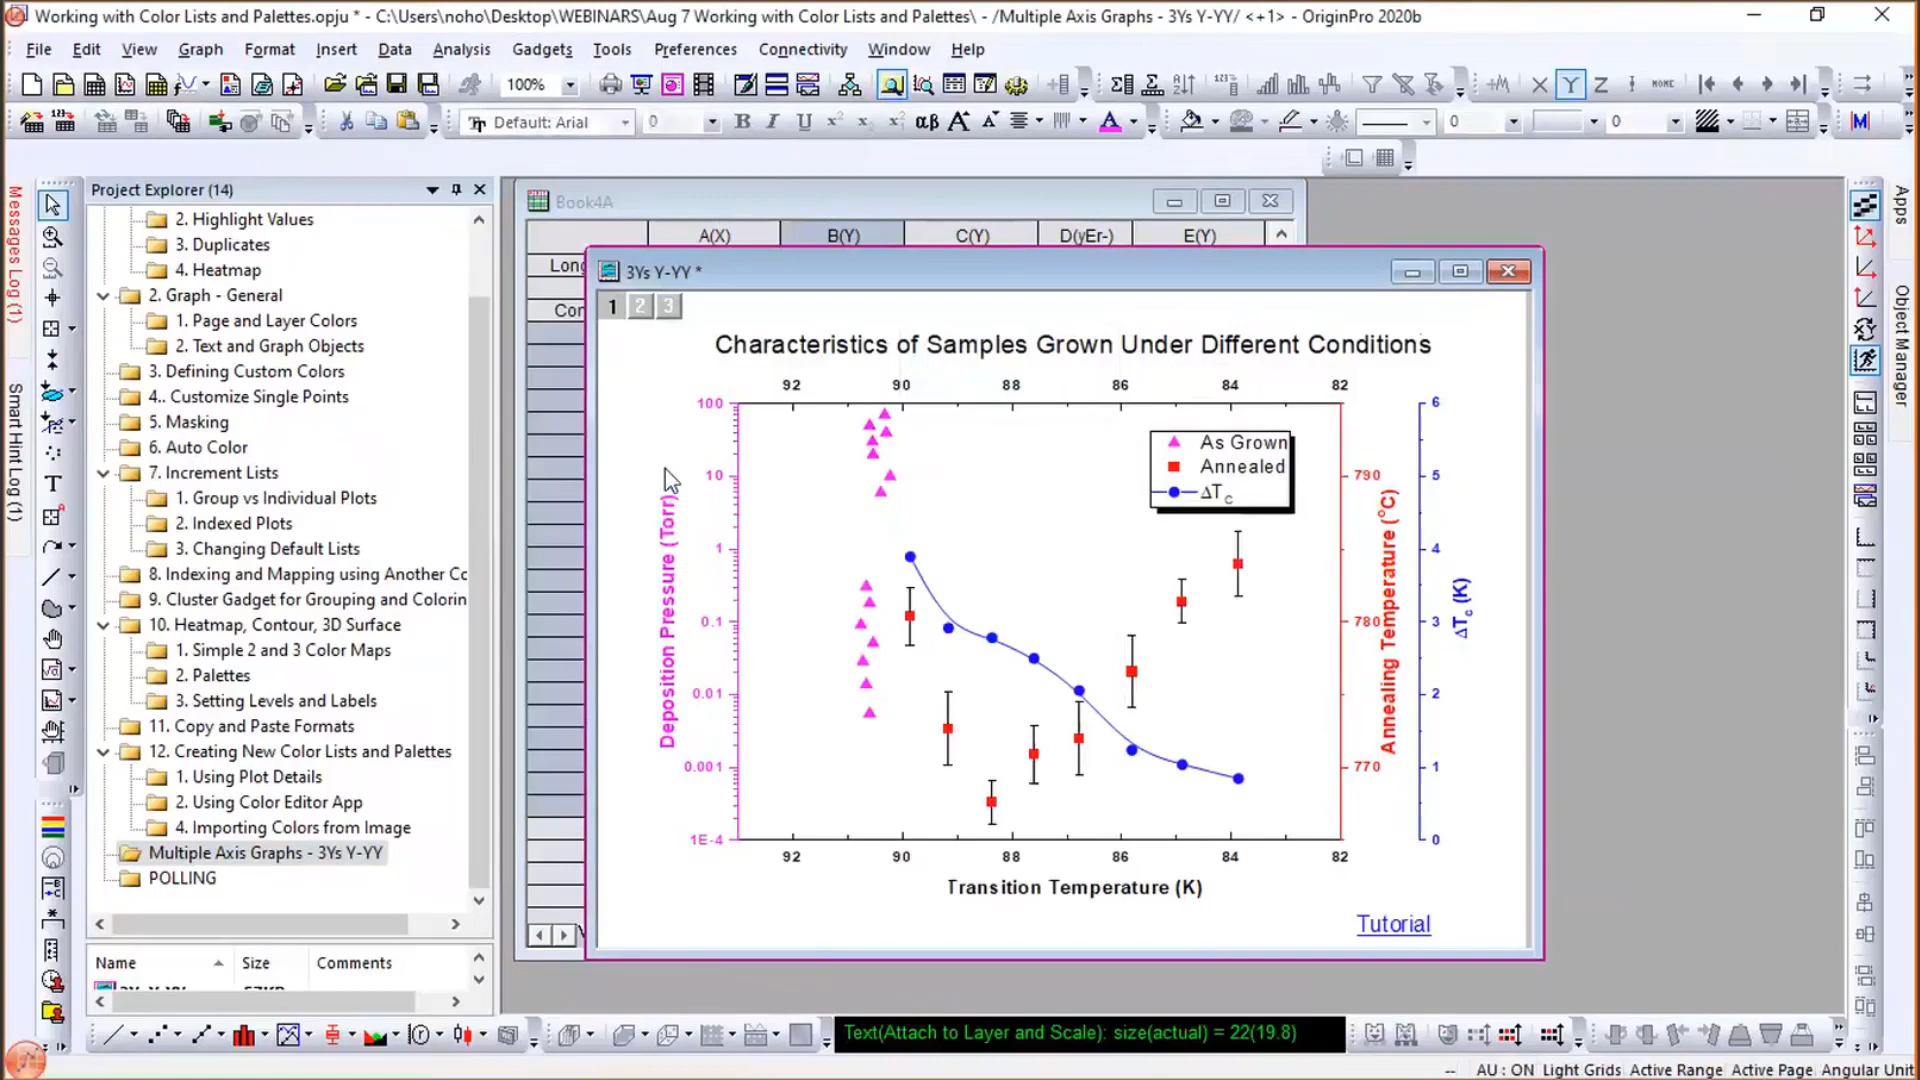 Working with Color Lists and Palettes.opju * - C:\Users\noho\Desktop\WEBINARS\Aug 7 Working with Color Lists and Palettes\ - /Multiple Axis Graphs - 3Ys Y-YY/ <+1> - OriginPro 2020b
File Edit View Graph Format Insert Data Analysis Gadgets Tools Preferences Connectivity Window Help
100%
Default: Arial 0 B I U αβ A A A 0 0
X Y Z HOME
Messages Log (1)
Smart Hint Log (1)
Project Explorer (14)
2. Highlight Values
3. Duplicates
4. Heatmap
2. Graph - General
1. Page and Layer Colors
2. Text and Graph Objects
3. Defining Custom Colors
4.. Customize Single Points
5. Masking
6. Auto Color
7. Increment Lists
1. Group vs Individual Plots
2. Indexed Plots
3. Changing Default Lists
8. Indexing and Mapping using Another Cc
9. Cluster Gadget for Grouping and Colorin
10. Heatmap, Contour, 3D Surface
1. Simple 2 and 3 Color Maps
2. Palettes
3. Setting Levels and Labels
11. Copy and Paste Formats
12. Creating New Color Lists and Palettes
1. Using Plot Details
2. Using Color Editor App
4. Importing Colors from Image
Multiple Axis Graphs - 3Ys Y-YY
POLLING
Name Size Comments
Book4A
A(X) B(Y) C(Y) D(yEr-) E(Y)
Long
Con
3Ys Y-YY *
1 2 3
Characteristics of Samples Grown Under Different Conditions
92 90 88 86 84 82
100
10
1
0.1
0.01
0.001
1E-4
Deposition Pressure (Torr)
As Grown
Annealed
ΔTC
790
780
770
Annealing Temperature (°C)
6
5
4
3
2
1
0
ΔTc (K)
92 90 88 86 84 82
Transition Temperature (K)
Tutorial
Apps
Object Manager
Text(Attach to Layer and Scale): size(actual) = 22(19.8)
-- AU : ON Light Grids Active Range Active Page Angular Unit